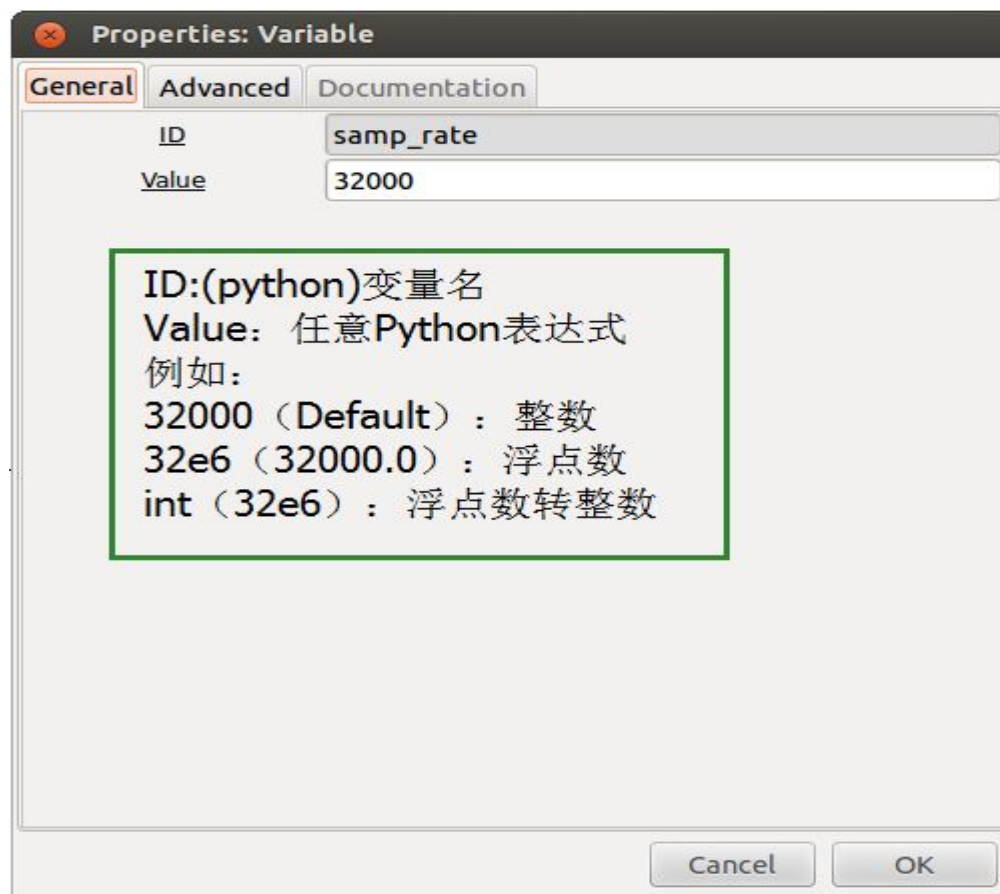 Properties: Variable
General Advanced Documentation
ID samp_rate
Value 32000
ID:(python)变量名
Value：任意Python表达式
例如：
32000（Default）：整数
32e6（32000.0）：浮点数
int（32e6）：浮点数转整数
Cancel OK